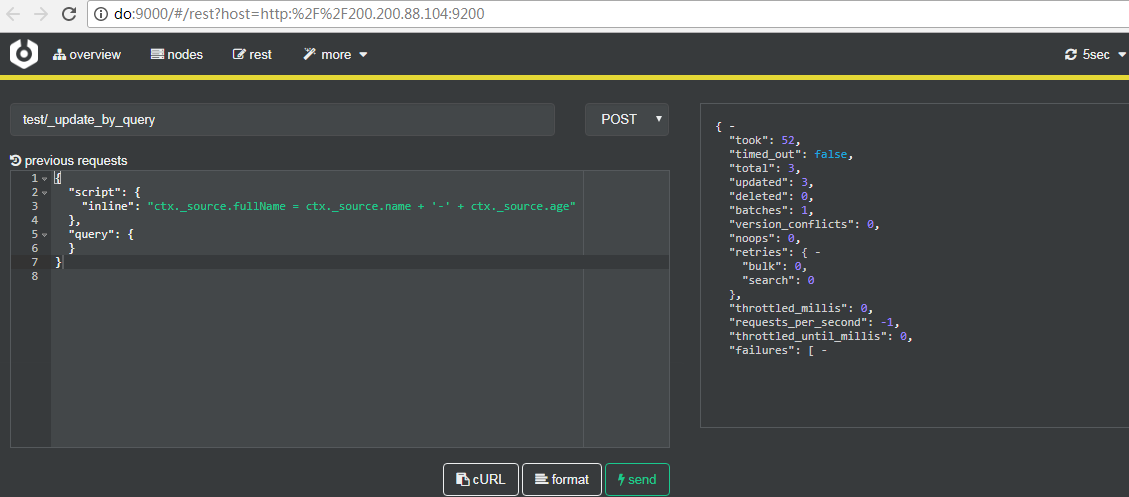 do:9000/#/rest?host=http:%2F%2F200.200.88.104:9200
overview nodes rest more 5sec
test/_update_by_query POST
previous requests
1 {
2 "script": {
3 "inline": "ctx._source.fullName = ctx._source.name + '-' + ctx._source.age"
4 },
5 "query": {
6 }
7 }
8
{ -
"took": 52,
"timed_out": false,
"total": 3,
"updated": 3,
"deleted": 0,
"batches": 1,
"version_conflicts": 0,
"noops": 0,
"retries": { -
"bulk": 0,
"search": 0
},
"throttled_millis": 0,
"requests_per_second": -1,
"throttled_until_millis": 0,
"failures": [ -
cURL format send